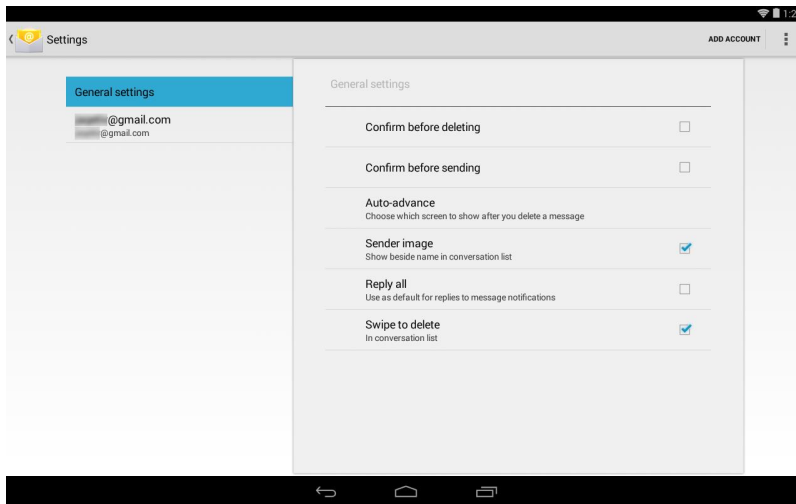 1:2
Settings
ADD ACCOUNT
General settings
@gmail.com
@gmail.com
General settings
Confirm before deleting
Confirm before sending
Auto-advance
Choose which screen to show after you delete a message
Sender image
Show beside name in conversation list
Reply all
Use as default for replies to message notifications
Swipe to delete
In conversation list